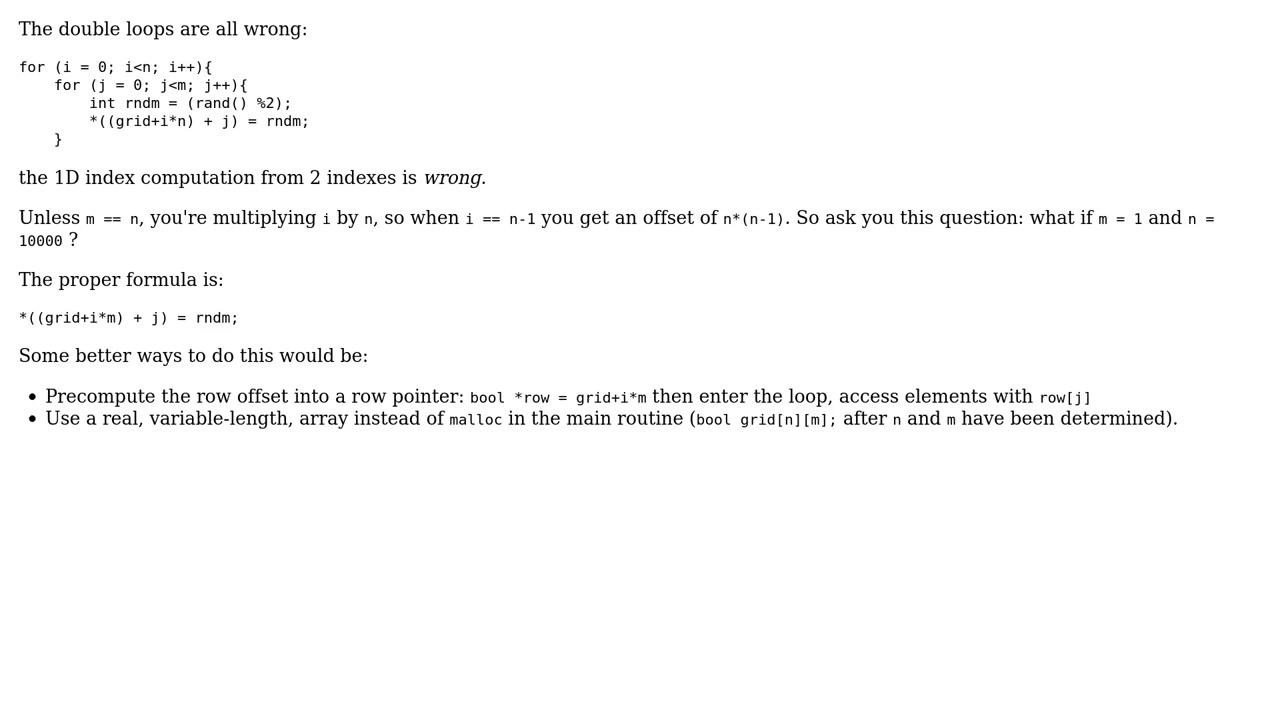 The double loops are all wrong:
for (i = 0; i<n; i++){
    for (j = 0; j<m; j++){
        int rndm = (rand() %2);
        *((grid+i*n) + j) = rndm;
    }
the 1D index computation from 2 indexes is wrong.
Unless m == n, you're multiplying i by n, so when i == n-1 you get an offset of n*(n-1). So ask you this question: what if m = 1 and n =
10000 ?
The proper formula is:
*((grid+i*m) + j) = rndm;
Some better ways to do this would be:
• Precompute the row offset into a row pointer: bool *row = grid+i*m then enter the loop, access elements with row[j]
• Use a real, variable-length, array instead of malloc in the main routine (bool grid[n][m]; after n and m have been determined).